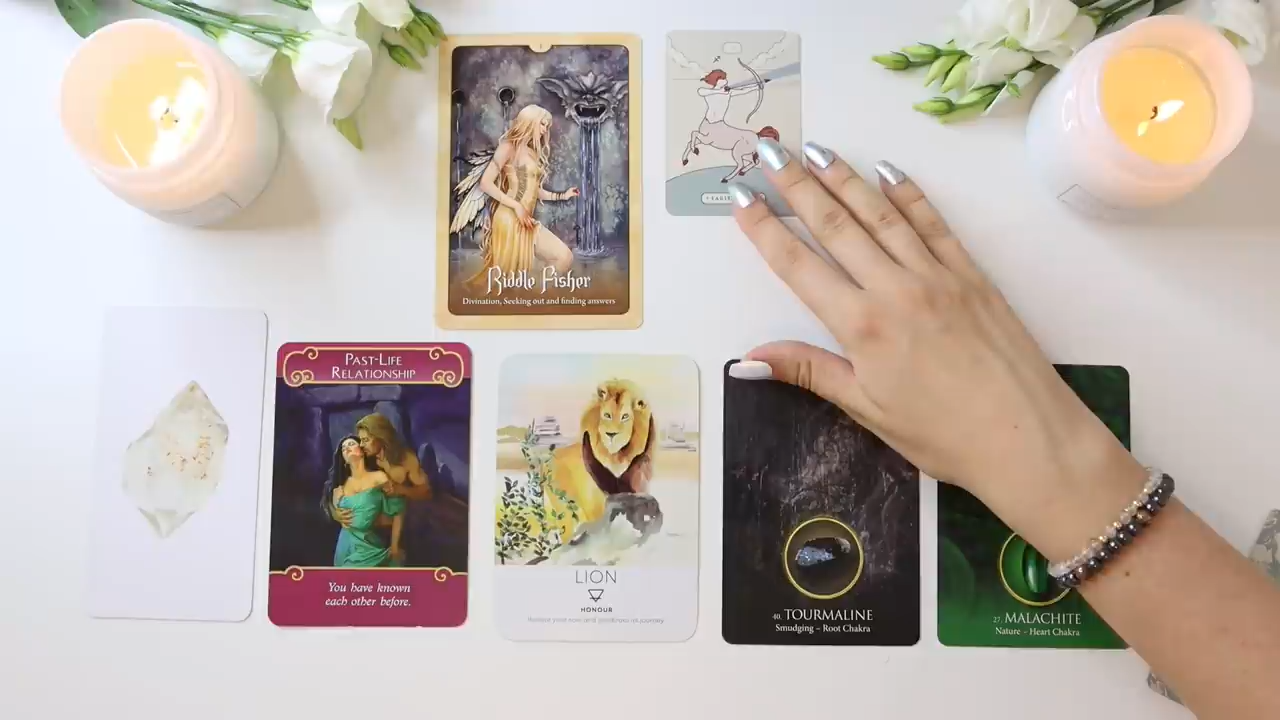 1
Riddle Fisher
Divination, Seeking out and finding answers
Past-Life
Relationship
You have known
each other before.
LION
HONOUR
40. TOURMALINE
Smudging ~ Root Chakra
27. MALACHITE
Nature ~ Heart Chakra